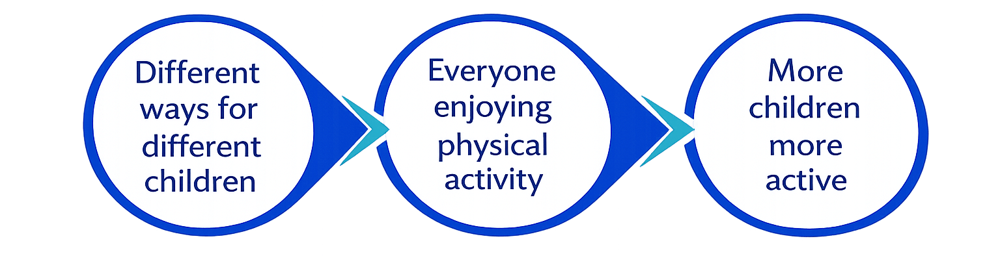 Different
ways for
different
children
Everyone
enjoying
physical
activity
More
children
more
active